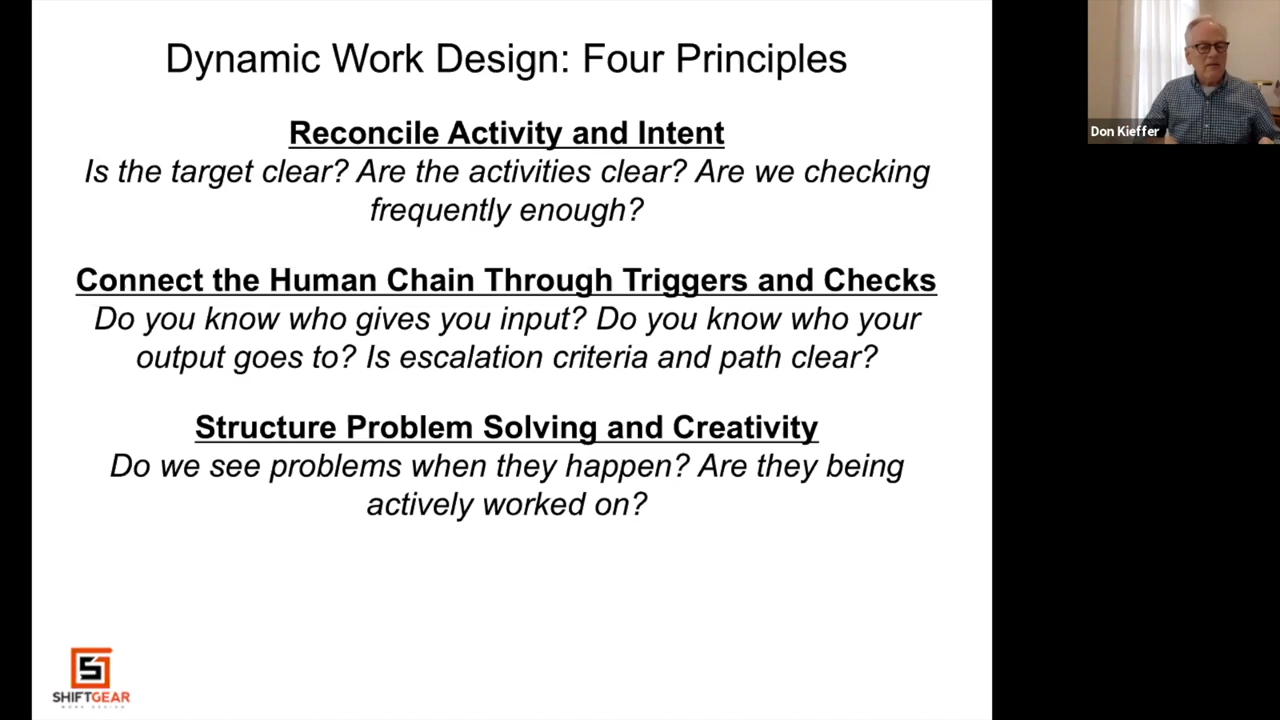 Dynamic Work Design: Four Principles
Reconcile Activity and Intent
Is the target clear? Are the activities clear? Are we checking
frequently enough?
Connect the Human Chain Through Triggers and Checks
Do you know who gives you input? Do you know who your
output goes to? Is escalation criteria and path clear?
Structure Problem Solving and Creativity
Do we see problems when they happen? Are they being
actively worked on?
SHIFTGEAR
WORK DESIGN
Don Kieffer